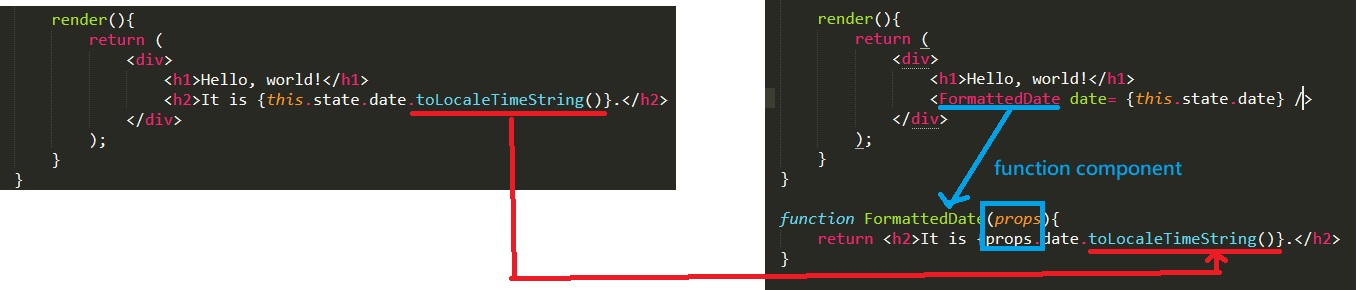 render(){
return (
<div>
<h1>Hello, world!</h1>
<h2>It is {this.state.date.toLocaleTimeString()}.</h2>
</div>
);
}
}
render(){
return (
<div>
<h1>Hello, world!</h1>
<FormattedDate date= {this.state.date} />
</div>
);
}
}
function component
function FormattedDate(props){
return <h2>It is {props.date.toLocaleTimeString()}.</h2>
}